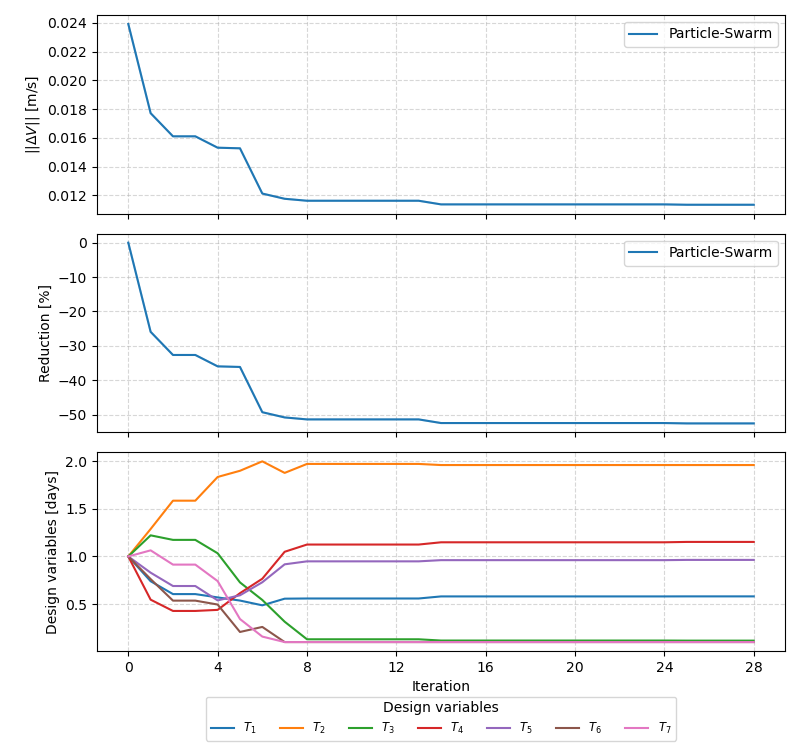 0.024
0.022
0.020
0.018
0.016
0.014
0.012
||ΔV|| [m/s]
Particle-Swarm
0
−10
−20
−30
−40
−50
Reduction [%]
Particle-Swarm
2.0
1.5
1.0
0.5
Design variables [days]
0 4 8 12 16 20 24 28
Iteration
Design variables
T1 T2 T3 T4 T5 T6 T7